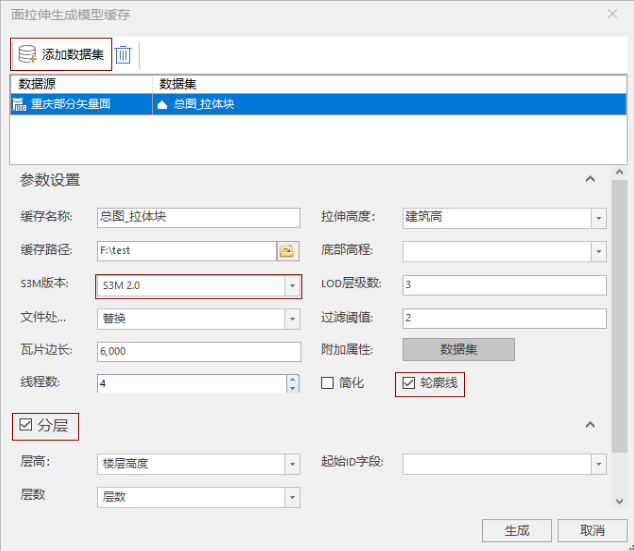 面拉伸生成模型缓存
添加数据集
数据源 数据集
重庆部分矢量面 总图_拉体块
参数设置
缓存名称: 总图_拉体块 拉伸高度: 建筑高
缓存路径: F:\test 底部高程:
S3M版本: S3M 2.0 LOD层级数: 3
文件处... 替换 过滤阈值: 2
瓦片边长: 6,000 附加属性: 数据集
线程数: 4 简化 轮廓线
分层
层高: 楼层高度 起始ID字段:
层数 层数
生成 取消